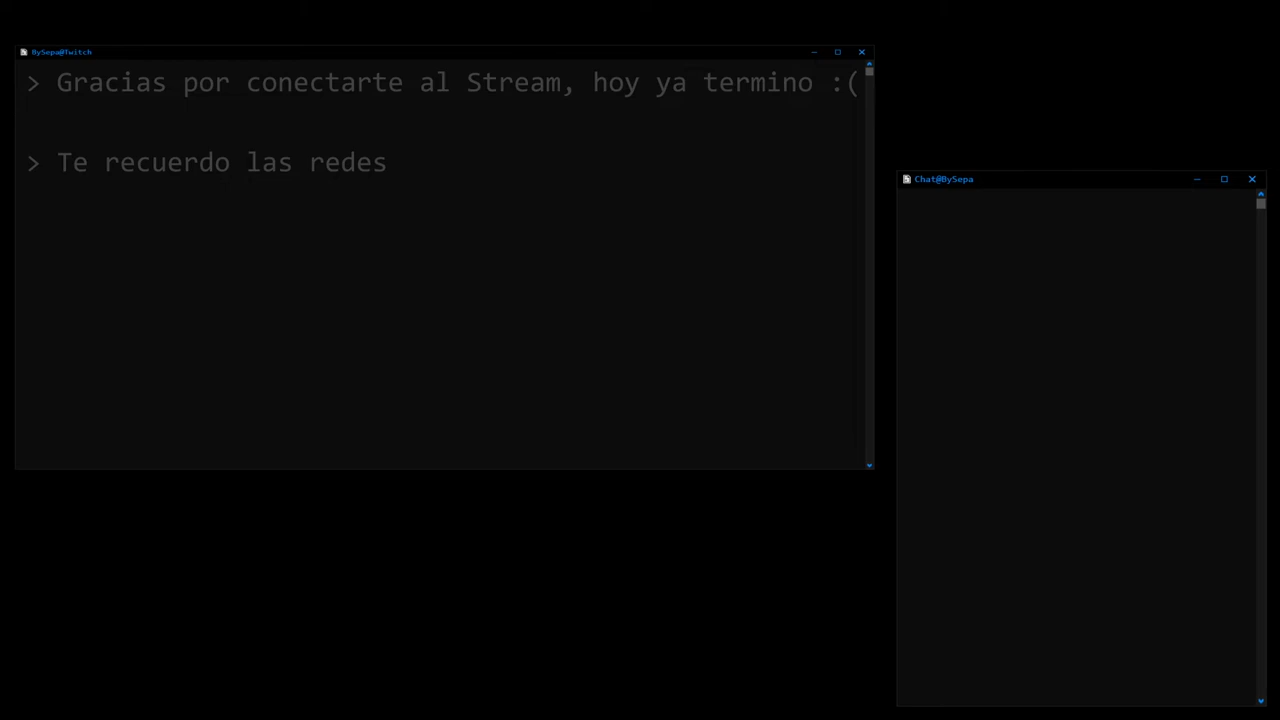 BySepa@Twitch
> Gracias por conectarte al Stream, hoy ya termino :(
> Te recuerdo las redes
Chat@BySepa